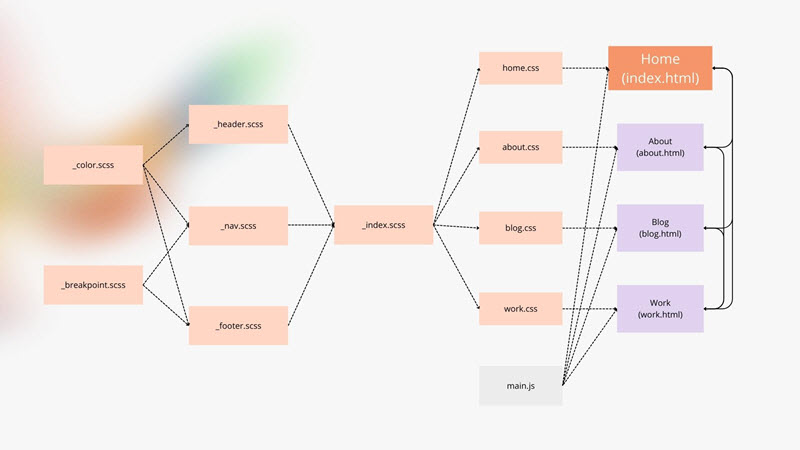 home.css
Home
(index.html)
_header.scss
_color.scss
about.css
About
(about.html)
_nav.scss
_index.scss
blog.css
Blog
(blog.html)
_breakpoint.scss
_footer.scss
work.css
Work
(work.html)
main.js